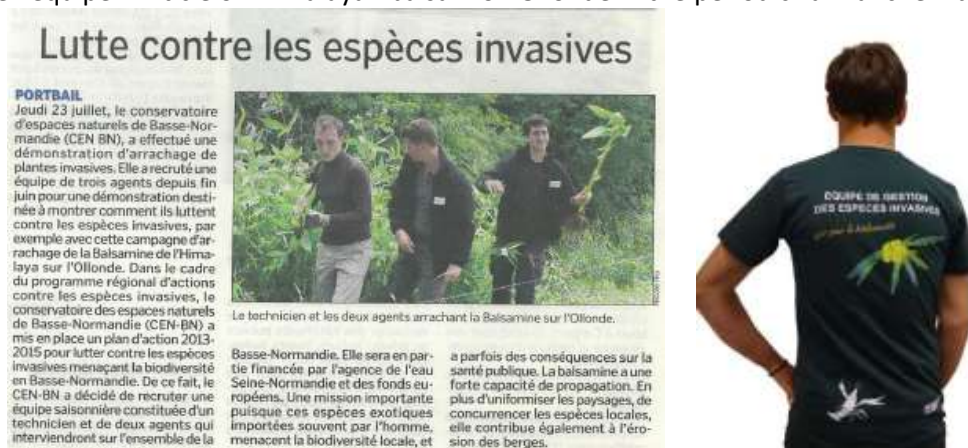 Lutte contre les espèces invasives
PORTBAIL
Jeudi 23 juillet, le conservatoire
d'espaces naturels de Basse-Nor-
mandie (CEN BN), a effectué une
démonstration d'arrachage de
plantes invasives. Elle a recruté une
équipe de trois agents depuis fin
juin pour une démonstration desti-
née à montrer comment ils luttent
contre les espèces invasives, par
exemple avec cette campagne d'ar-
rachage de la Balsamine de l'Hima-
laya sur l'Ollonde. Dans le cadre
du programme régional d'actions
contre les espèces invasives, le
conservatoire des espaces naturels
de Basse-Normandie (CEN-BN) a
mis en place un plan d'action 2013-
2015 pour lutter contre les espèces
invasives menaçant la biodiversité
en Basse-Normandie. De ce fait, le
CEN-BN a décidé de recruter une
équipe saisonnière constituée d'un
technicien et de deux agents qui
interviendront sur l'ensemble de la
Le technicien et les deux agents arrachant la Balsamine sur l'Ollonde.
Basse-Normandie. Elle sera en par-
tie financée par l'agence de l'eau
Seine-Normandie et des fonds eu-
ropéens. Une mission importante
puisque ces espèces exotiques
importées souvent par l'homme,
menacent la biodiversité locale, et
a parfois des conséquences sur la
santé publique. La balsamine a une
forte capacité de propagation. En
plus d'uniformiser les paysages, de
concurrencer les espèces locales,
elle contribue également à l'éro-
sion des berges.
EQUIPE DE GESTION
DES ESPECES INVASIVES